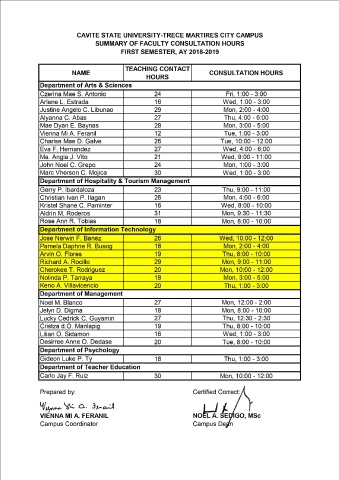 CAVITE STATE UNIVERSITY-TRECE MARTIRES CITY CAMPUS
SUMMARY OF FACULTY CONSULTATION HOURS
FIRST SEMESTER, AY 2018-2019
NAME TEACHING CONTACT HOURS CONSULTATION HOURS
Department of Arts & Sciences
Czerina Mae S. Antonio 24 Fri, 1:00 - 3:00
Arlene L. Estrada 16 Wed, 1:00 - 3:00
Justine Angelo C. Libunao 29 Mon, 2:00 - 4:00
Alyanna C. Abas 27 Thu, 4:00 - 6:00
Mae Dyan E. Baynas 28 Mon, 3:00 - 5:00
Vienna Mi A. Feranil 12 Tue, 1:00 - 3:00
Charise Mae D. Galve 26 Tue, 10:00 - 12:00
Eva F. Hernandez 27 Wed, 4:00 - 6:00
Ma. Angia J. Vito 21 Wed, 9:00 - 11:00
John Noel C. Grepo 24 Mon, 1:00 - 3:00
Marc Vherson C. Mojica 30 Wed, 1:00 - 3:00
Department of Hospitality & Tourism Management
Gerry P. Ibardaloza 23 Thu, 9:00 - 11:00
Christian Ivan P. Ilagan 26 Mon, 4:00 - 6:00
Kristel Shane C. Paminter 16 Wed, 8:00 - 10:00
Aldrin M. Roderos 31 Mon, 9:30 - 11:30
Rose Ann R. Tobias 18 Mon, 8:00 - 10:00
Department of Information Technology
Jose Nerwin F. Banez 26 Wed, 10:00 - 12:00
Pamela Daphne R. Busog 18 Mon, 2:00 - 4:00
Arvin O. Flores 19 Thu, 8:00 - 10:00
Richard A. Rocillo 29 Mon, 9:00 - 11:00
Cherokee T. Rodriguez 20 Mon, 10:00 - 12:00
Nolinda P. Tarraya 18 Mon, 3:00 - 5:00
Keno A. Villavicencio 20 Thu, 1:00 - 3:00
Department of Management
Noel M. Blanco 27 Mon, 12:00 - 2:00
Jelyn D. Digma 18 Mon, 8:00 - 10:00
Lucky Cedrick C. Guyamin 27 Thu, 12:30 - 2:30
Cristza d.O. Manlapig 19 Thu, 8:00 - 10:00
Lilian O. Sidamon 16 Wed, 1:00 - 3:00
Desirree Anne O. Dedase 20 Tue, 8:00 - 10:00
Department of Psychology
Gideon Luke P. Ty 18 Thu, 1:00 - 3:00
Department of Teacher Education
Carlo Jay F. Ruiz 30 Mon, 10:00 - 12:00
Prepared by: Certified Correct:
Vienna Mi A. Feranil
VIENNA MI A. FERANIL NOEL A. SEDIGO, MSc
Campus Coordinator Campus Dean